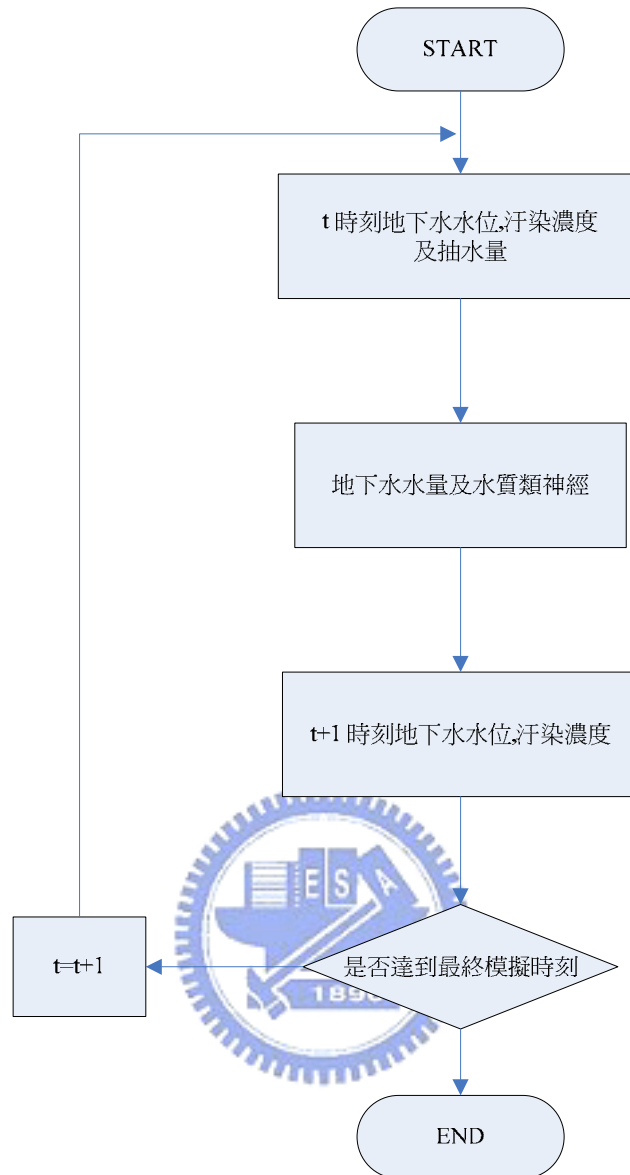 START
t 時刻地下水水位,汙染濃度
及抽水量
地下水水量及水質類神經
t+1 時刻地下水水位,汙染濃度
E S A
是否達到最終模擬時刻
t=t+1
1896
END